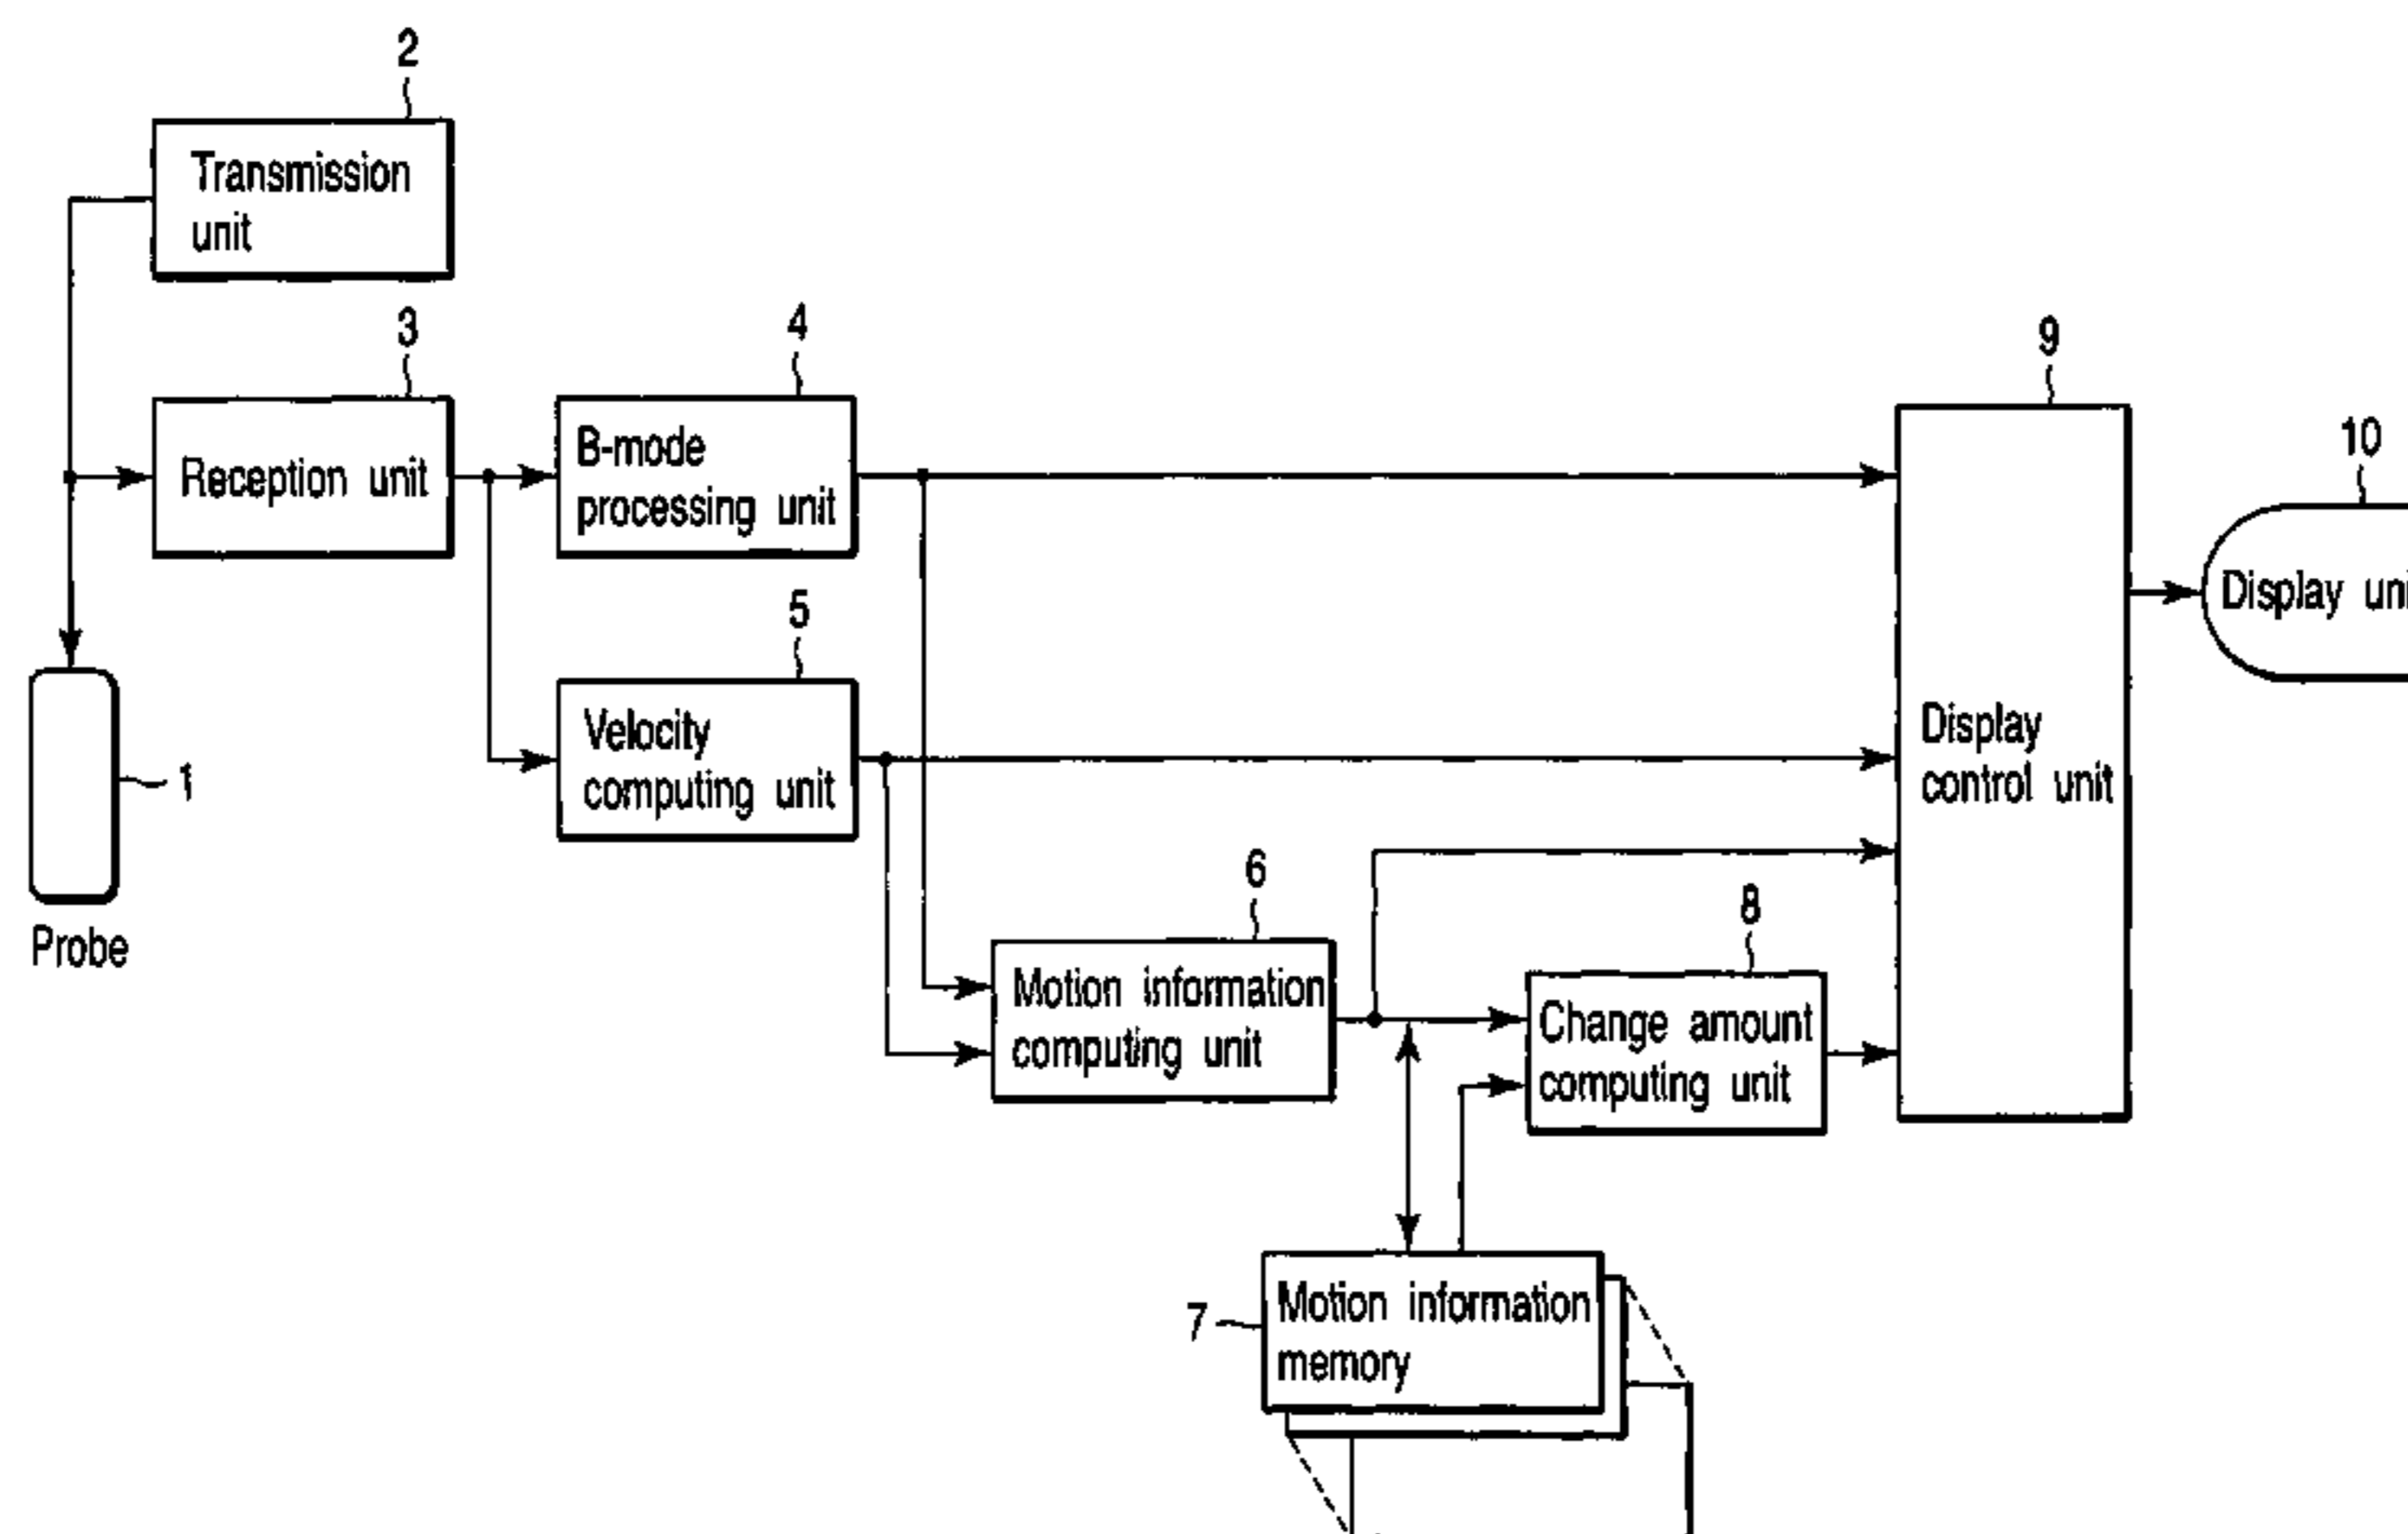 2
Transmission
unit
3
Reception unit
4
B-mode
processing unit
9
10
Display
5
Velocity
computing unit
Display
control unit
1
Probe
6
Motion information
computing unit
8
Change amount
computing unit
7
Motion information
memory